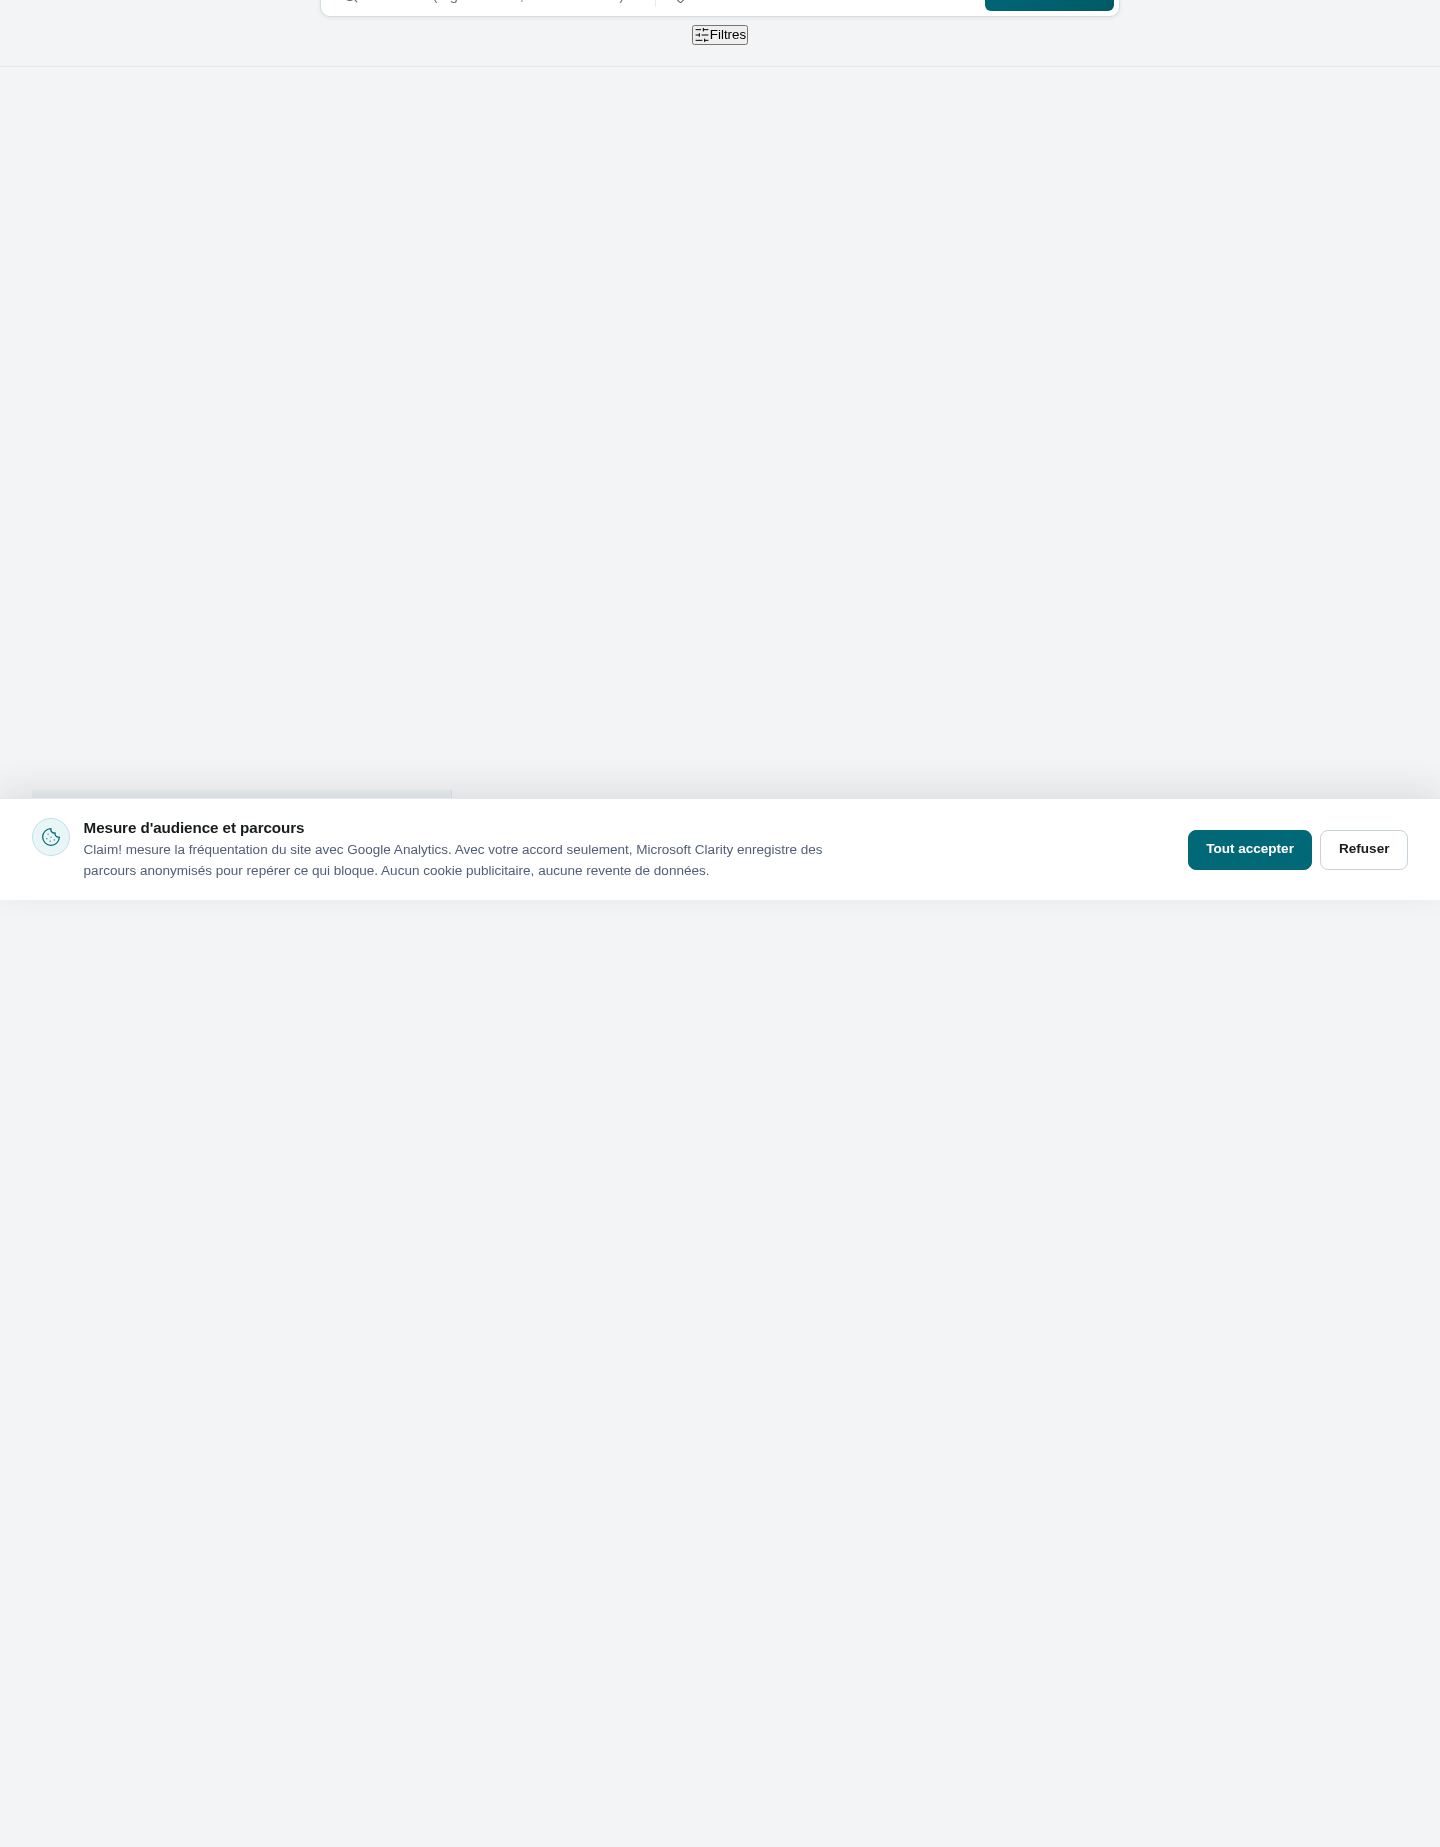 Filtres
Mesure d'audience et parcours
Claim! mesure la fréquentation du site avec Google Analytics. Avec votre accord seulement, Microsoft Clarity enregistre des
parcours anonymisés pour repérer ce qui bloque. Aucun cookie publicitaire, aucune revente de données.
Tout accepter
Refuser